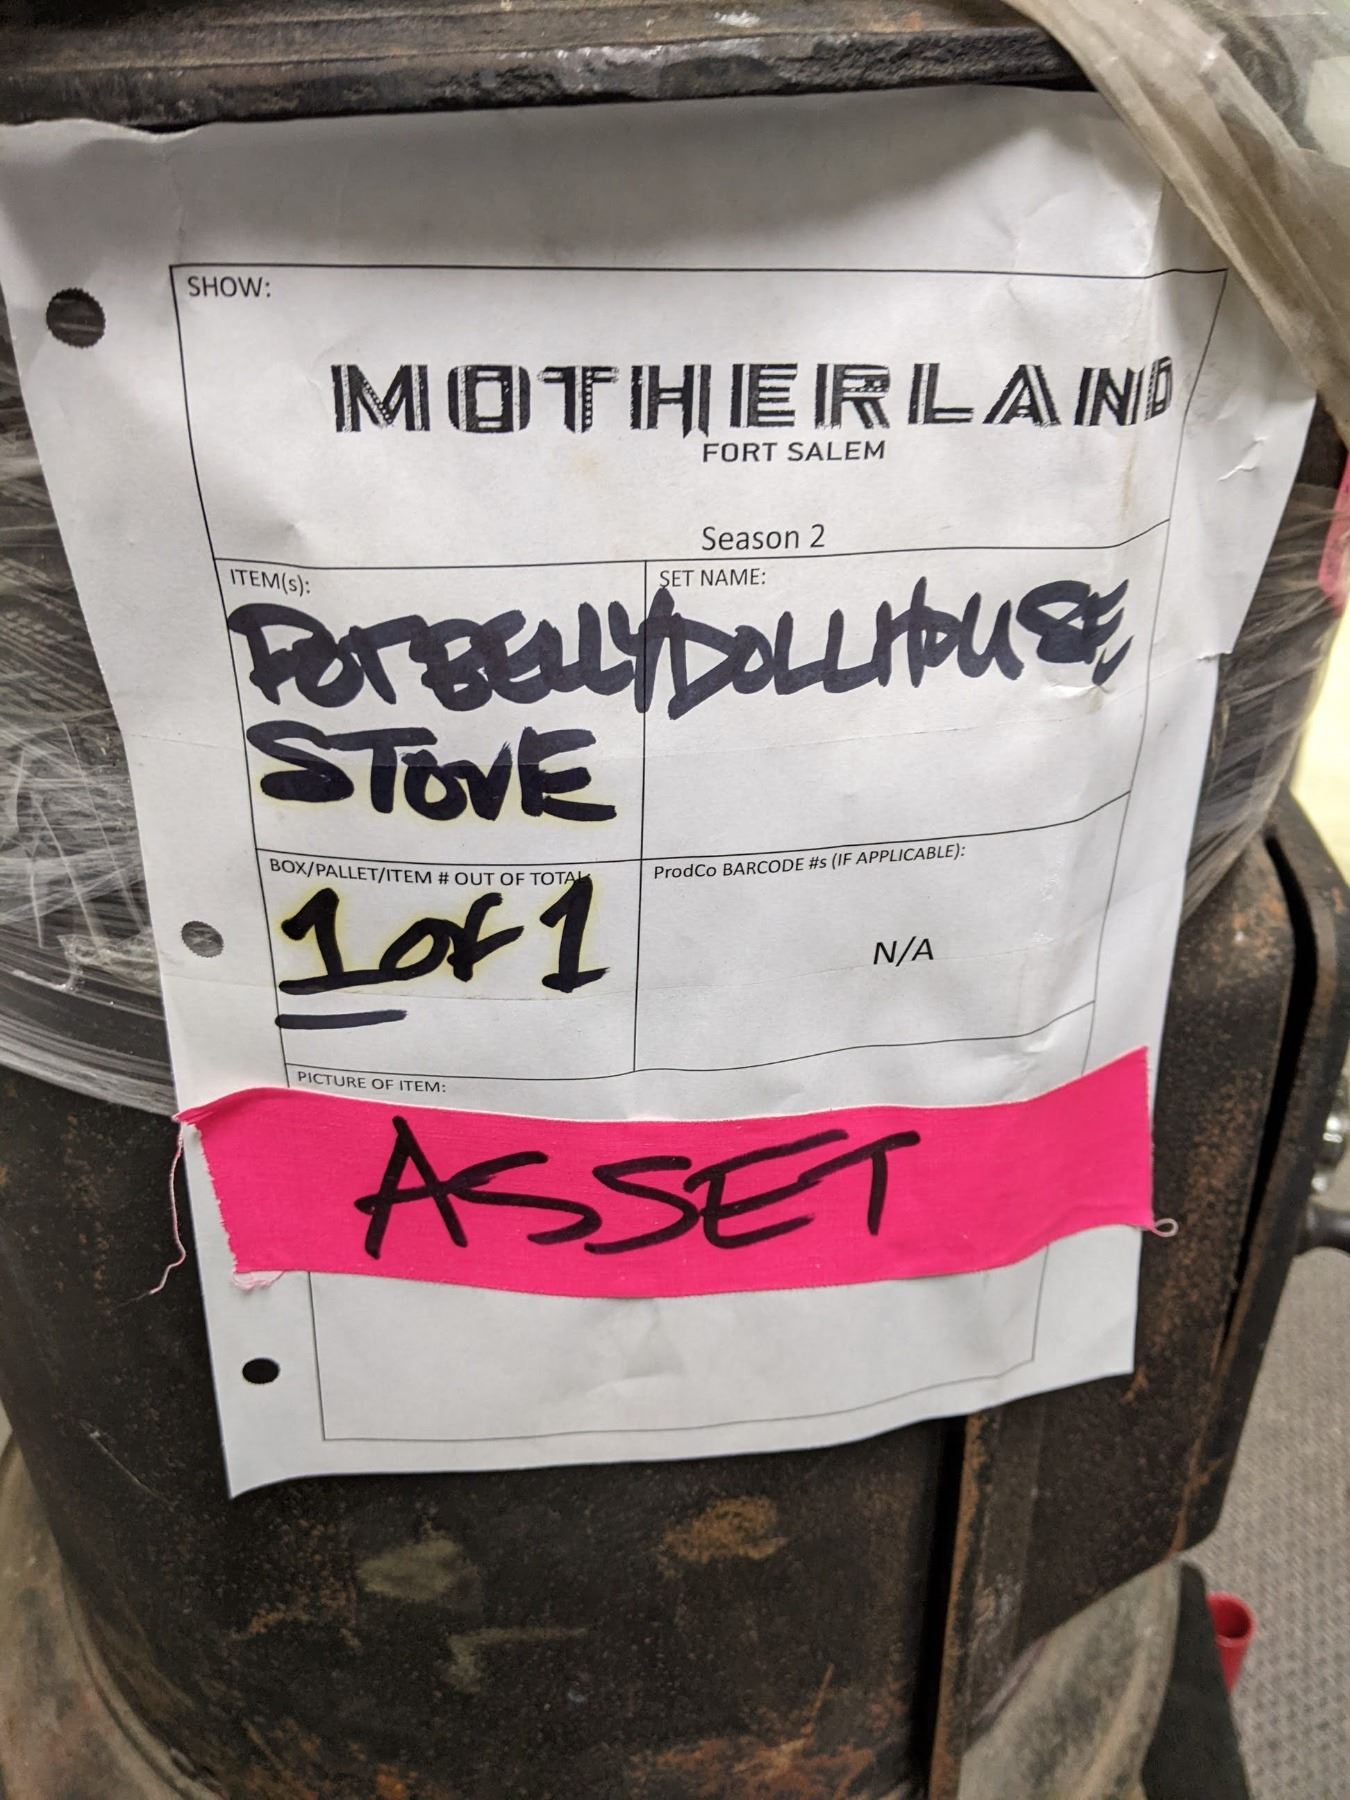 SHOW:
MOTHERLAND
FORT SALEM
Season 2
ITEM(s):
POTBELLY
STOVE
SET NAME:
DOLLHOUSE
BOX/PALLET/ITEM # OUT OF TOTAL
1 of 1
ProdCo BARCODE #s (IF APPLICABLE):
N/A
PICTURE OF ITEM:
ASSET